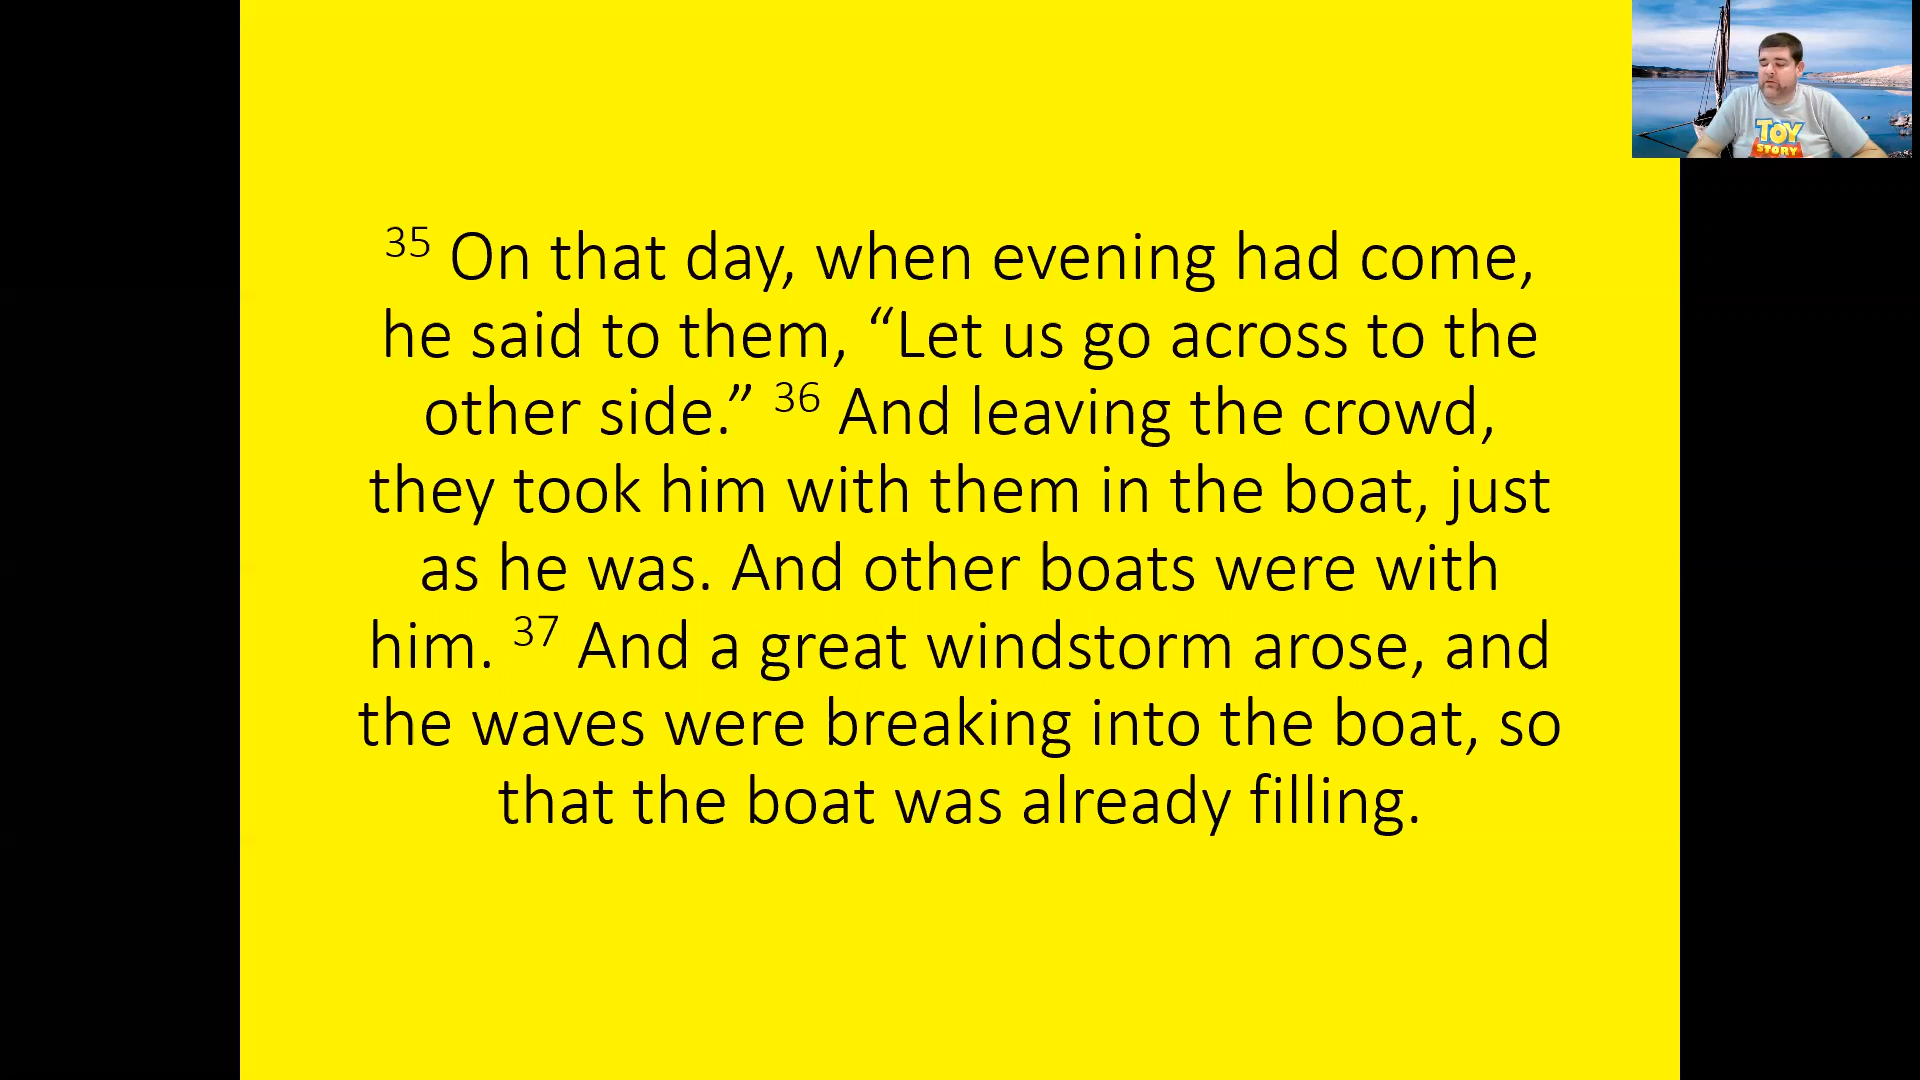 TOY
STORY
35 On that day, when evening had come,
he said to them, “Let us go across to the
other side.” 36 And leaving the crowd,
they took him with them in the boat, just
as he was. And other boats were with
him. 37 And a great windstorm arose, and
the waves were breaking into the boat, so
that the boat was already filling.